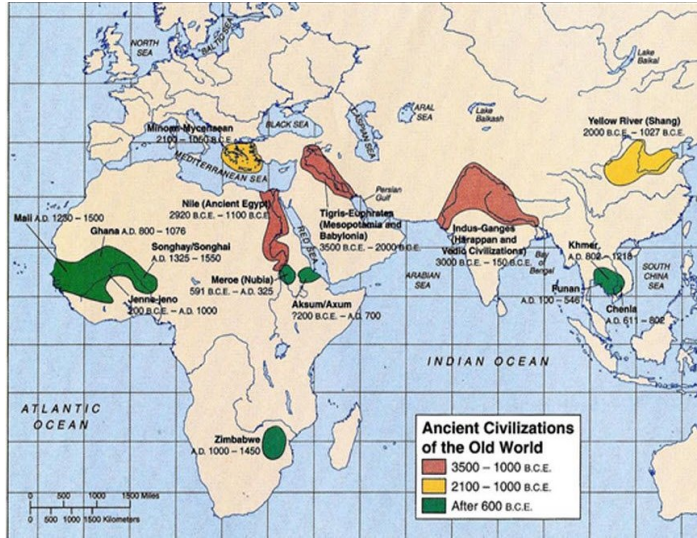 NORTH
SEA
BALTIC SEA
Lake
Baikal
ARAL
SEA
Lake
Balkash
CASPIAN SEA
BLACK SEA
Yellow River (Shang)
2000 B.C.E. – 1027 B.C.E.
Minoan-Mycenaean
2100 – 1050 B.C.E.
MEDITERRANEAN SEA
Persian
Gulf
Nile (Ancient Egypt)
2920 B.C.E. – 1100 B.C.E.
Mali A.D. 1230 – 1500
Ghana A.D. 800 – 1076
Songhay/Songhai
A.D. 1325 – 1550
Tigris-Euphrates
(Mesopotamia and
Babylonia)
3500 B.C.E. – 2000 B.C.E.
RED SEA
Indus-Ganges
(Harappan and
Vedic Civilizations)
3000 B.C.E. – 150 B.C.E.
Bay
of
Bengal
ARABIAN
SEA
Khmer
A.D. 802 – 1218
SOUTH
CHINA
SEA
Meroe (Nubia)
591 B.C.E. – A.D. 325
Jenne-jeno
200 B.C.E. – A.D. 1000
Aksum/Axum
?200 B.C.E. – A.D. 700
Funan
A.D. 100 – 546
Chenla
A.D. 611 – 802
INDIAN OCEAN
ATLANTIC
OCEAN
Zimbabwe
A.D. 1000 – 1450
Ancient Civilizations
of the Old World
3500 – 1000 B.C.E.
2100 – 1000 B.C.E.
After 600 B.C.E.
0 500 1000 1500 Miles
0 500 1000 1500 Kilometers